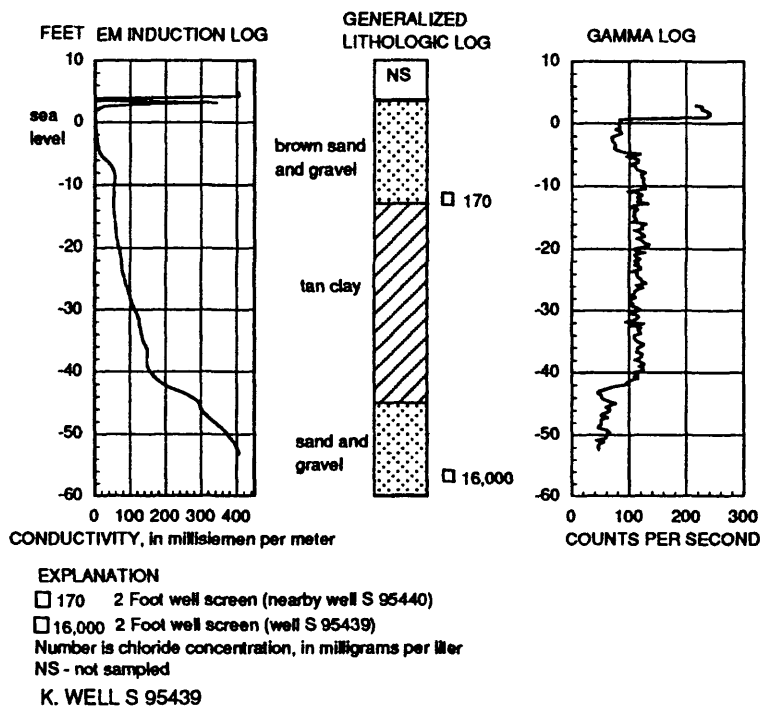 FEET EM INDUCTION LOG
GENERALIZED
LITHOLOGIC LOG
GAMMA LOG
10
sea
level
0
-10
-20
-30
-40
-50
-60
0 100 200 300 400
CONDUCTIVITY, in millisiemen per meter
NS
brown sand
and gravel
170
tan clay
sand and
gravel
16,000
10
0
-10
-20
-30
-40
-50
-60
0 100 200 300
COUNTS PER SECOND
EXPLANATION
170 2 Foot well screen (nearby well S 95440)
16,000 2 Foot well screen (well S 95439)
Number is chloride concentration, in milligrams per liter
NS - not sampled
K. WELL S 95439